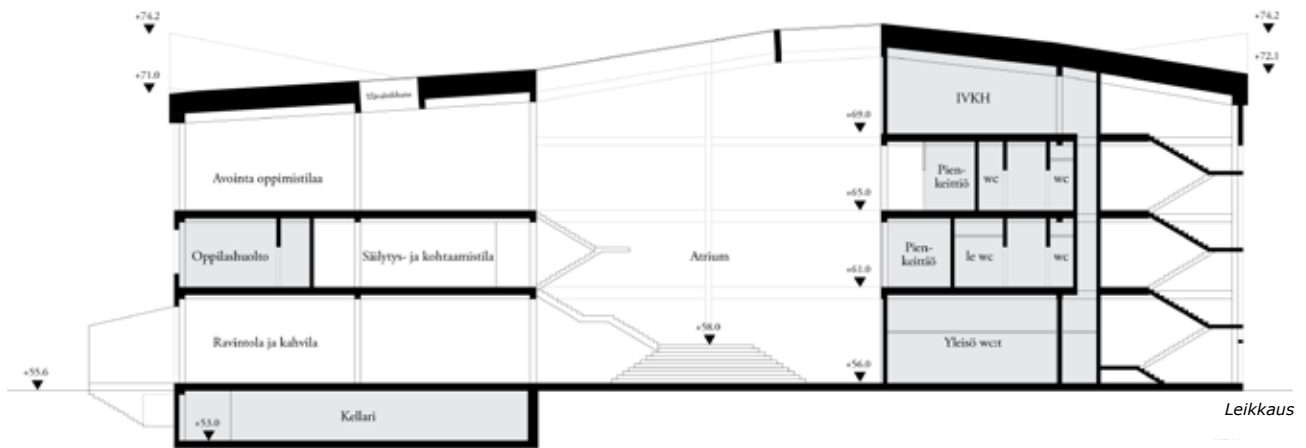 +74.2
+74.2
+71.0
+72.1
Yläaulakkuna
IVKH
+69.0
Avointa oppimistilaa
Pien-
keittiö
wc
wc
+65.0
Oppilashuolto
Säilytys- ja kohtaamistila
Atrium
Pien-
keittiö
le wc
wc
+61.0
Ravintola ja kahvila
+58.0
Yleisö wc:t
+55.6
+56.0
Kellari
+53.0
Leikkaus